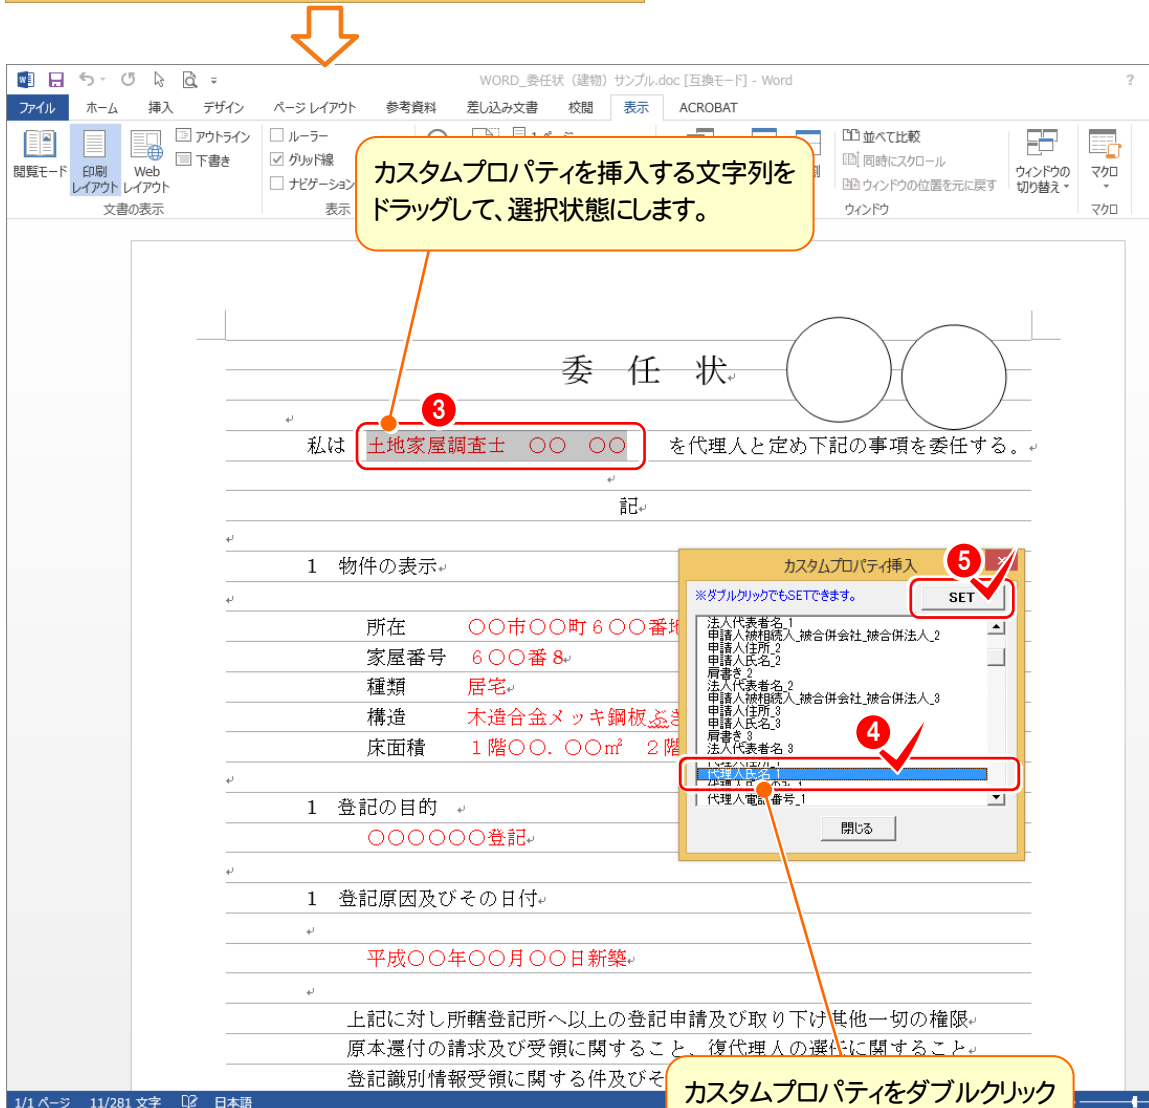 WORD_委任状（建物）サンプル.doc [互換モード] - Word
?
ファイル ホーム 挿入 デザイン ページ レイアウト 参考資料 差し込み文書 校閲 表示 ACROBAT
閲覧モード
印刷
レイアウト
Web
レイアウト
アウトライン
下書き
文書の表示
ルーラー
グリッド線
ナビゲーション
表示
並べて比較
同時にスクロール
ウィンドウの位置を元に戻す
ウィンドウの
切り替え
ウィンドウ
マクロ
マクロ
カスタムプロパティを挿入する文字列を
ドラッグして、選択状態にします。
委 任 状
3
私は 土地家屋調査士 ○○ ○○ を代理人と定め下記の事項を委任する。
記
1 物件の表示
所在 ○○市○○町６○○番地
家屋番号 ６○○番８
種類 居宅
構造 木造合金メッキ鋼板ぶき
床面積 １階○○．○○㎡ ２階
1 登記の目的
○○○○○○登記
1 登記原因及びその日付
平成○○年○○月○○日新築
上記に対し所轄登記所へ以上の登記申請及び取り下げ其他一切の権限
原本還付の請求及び受領に関すること、復代理人の選任に関すること
登記識別情報受領に関する件及びそ
カスタムプロパティ挿入
5
※ダブルクリックでもSETできます。
SET
法人代表者名_1
申請人被相続人_被合併会社_被合併法人_2
申請人住所_2
申請人氏名_2
肩書き_2
法人代表者名_2
申請人被相続人_被合併会社_被合併法人_3
申請人住所_3
申請人氏名_3
肩書き_3
法人代表者名_3
代理人住所_1
代理人氏名_1
代理人電話番号_1
4
閉じる
カスタムプロパティをダブルクリック
1/1 ページ 11/281 文字 日本語